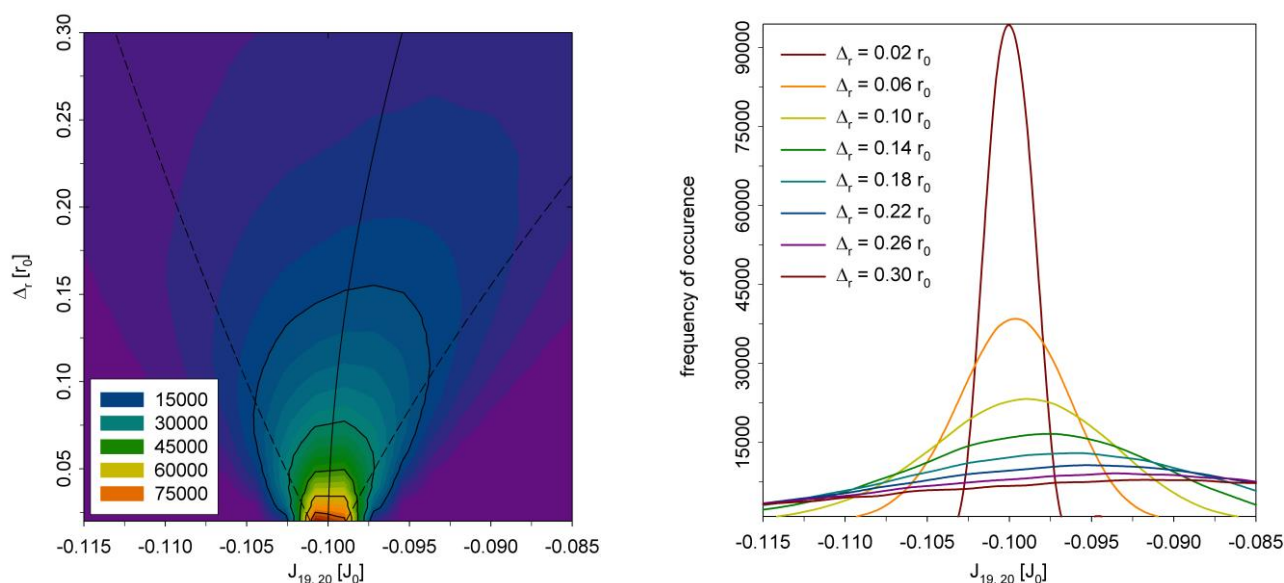 0.30
0.25
0.20
0.15
0.10
0.05
Δr [r0]
15000
30000
45000
60000
75000
-0.115 -0.110 -0.105 -0.100 -0.095 -0.090 -0.085
J19, 20 [J0]
90000
75000
60000
45000
30000
15000
frequency of occurence
Δr = 0.02 r0
Δr = 0.06 r0
Δr = 0.10 r0
Δr = 0.14 r0
Δr = 0.18 r0
Δr = 0.22 r0
Δr = 0.26 r0
Δr = 0.30 r0
-0.115 -0.110 -0.105 -0.100 -0.095 -0.090 -0.085
J19, 20 [J0]